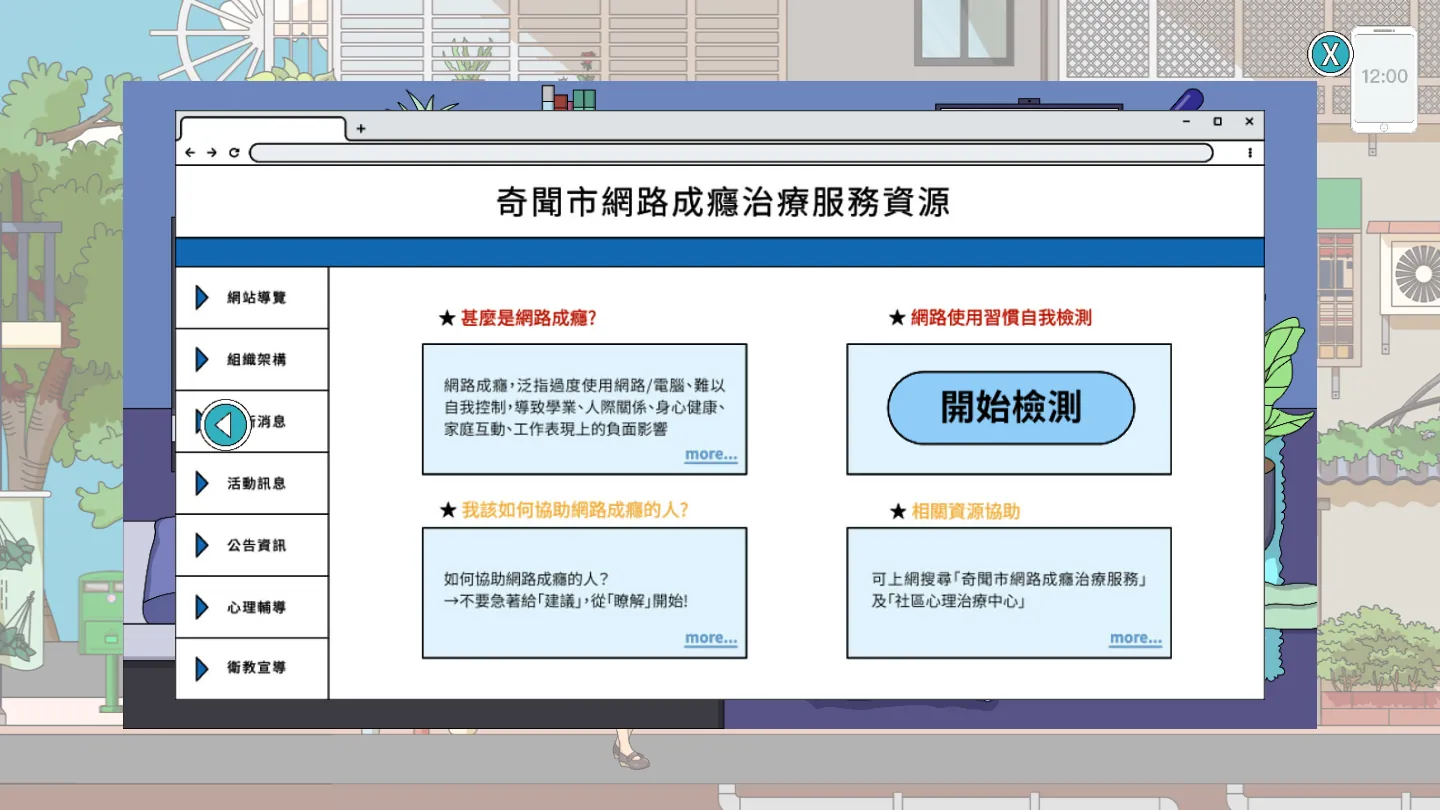 X
12:00
奇聞市網路成癮治療服務資源
網站導覽
組織架構
消息
活動訊息
公告資訊
心理輔導
衛教宣導
★ 甚麼是網路成癮?
網路成癮,泛指過度使用網路/電腦、難以
自我控制,導致學業、人際關係、身心健康、
家庭互動、工作表現上的負面影響
more...
★ 網路使用習慣自我檢測
開始檢測
★ 我該如何協助網路成癮的人?
如何協助網路成癮的人?
→不要急著給「建議」,從「瞭解」開始!
more...
★ 相關資源協助
可上網搜尋「奇聞市網路成癮治療服務」
及「社區心理治療中心」
more...